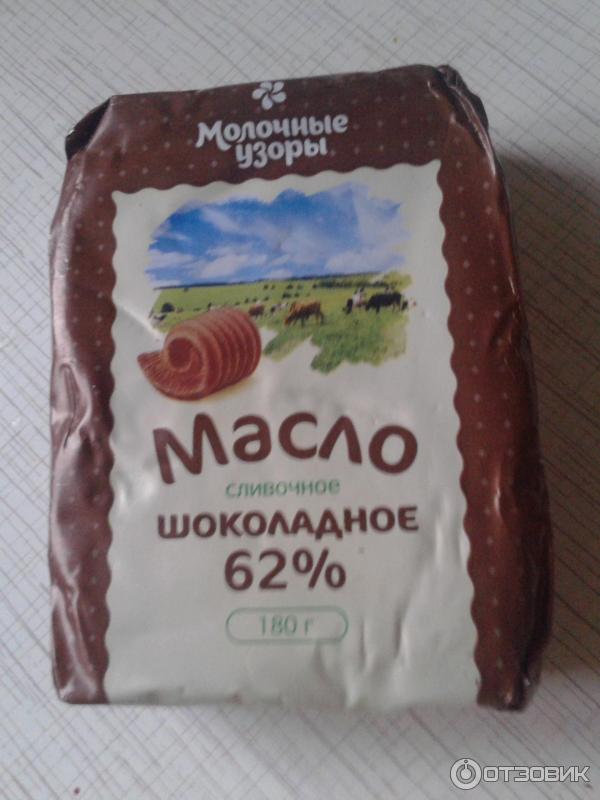 Молочные
узоры
Масло
сливочное
шоколадное
62%
180 г
ОТЗОВИК